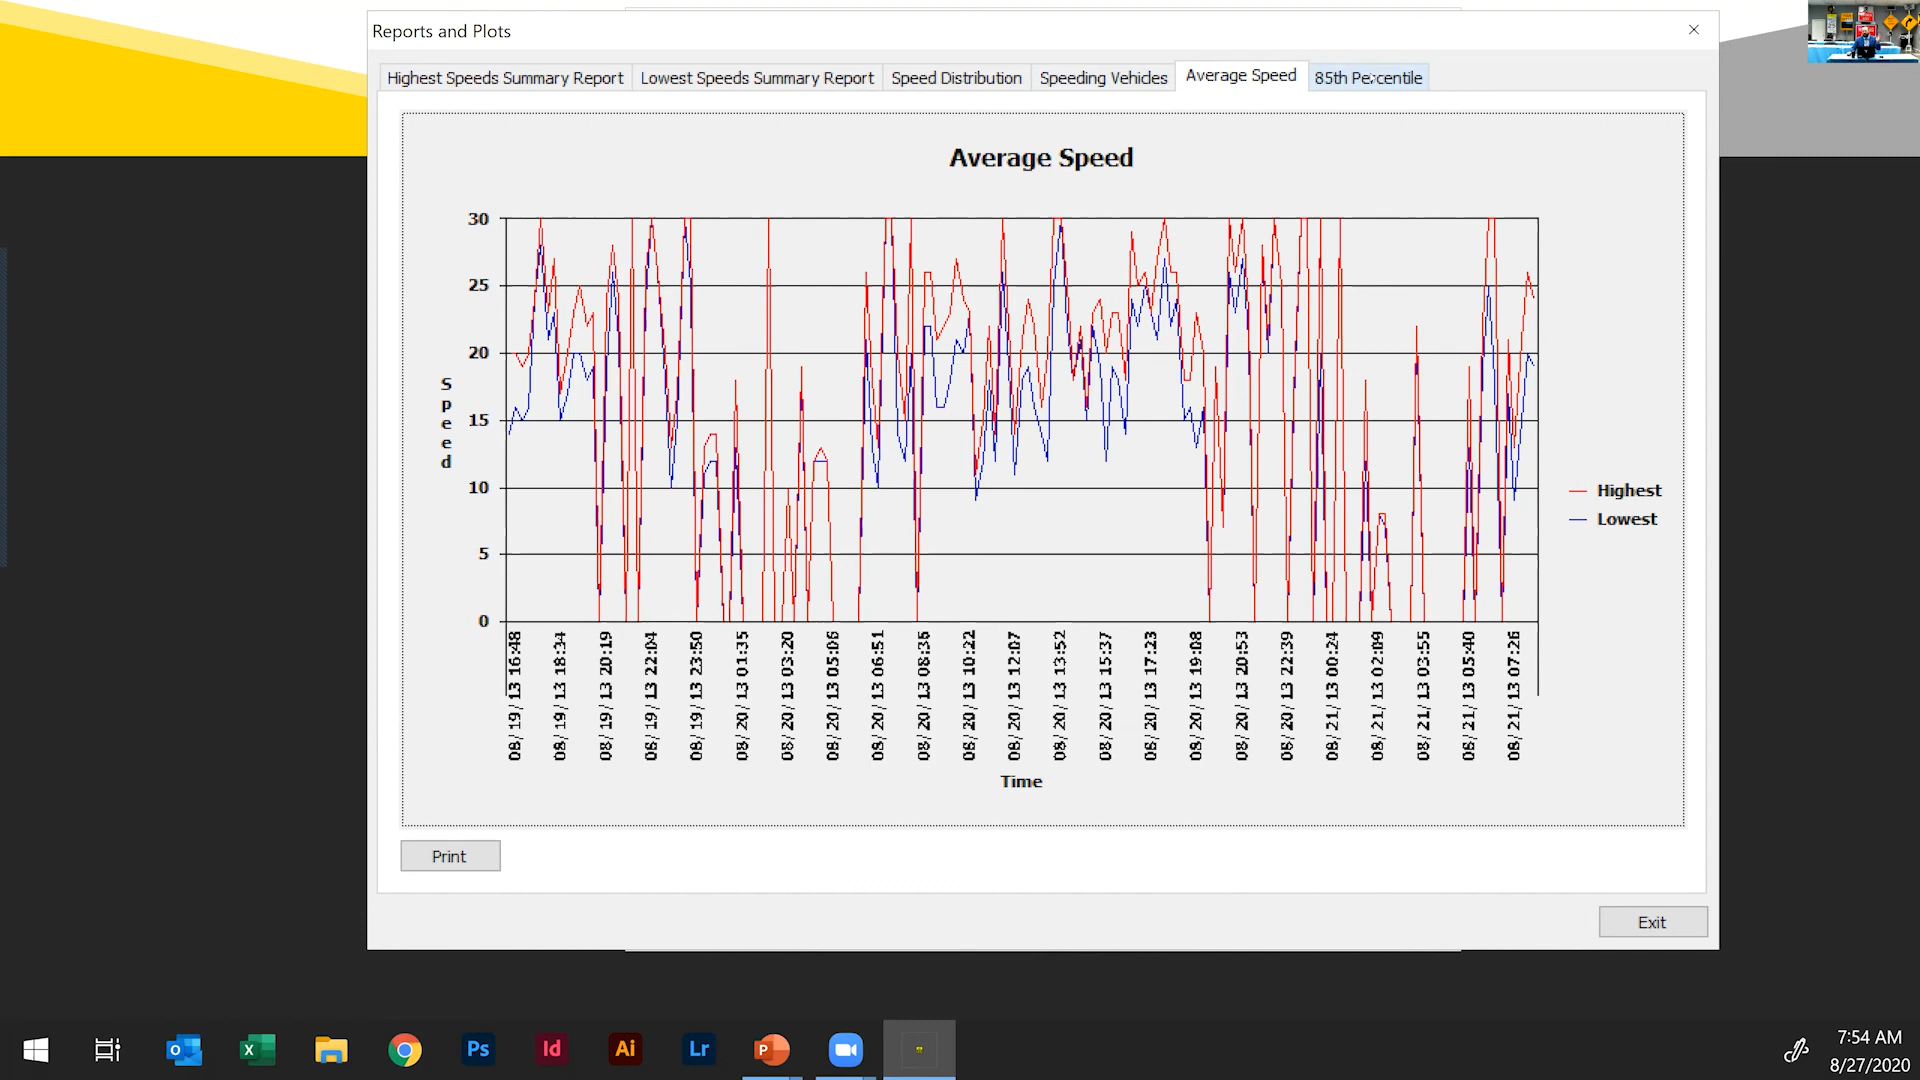 Reports and Plots
Highest Speeds Summary Report Lowest Speeds Summary Report Speed Distribution Speeding Vehicles Average Speed 85th Percentile
Average Speed
30
25
20
15
10
5
0
Speed
Highest
Lowest
08/19/13 16:48
08/19/13 18:34
08/19/13 20:19
08/19/13 22:04
08/19/13 23:50
08/20/13 01:35
08/20/13 03:20
08/20/13 05:06
08/20/13 06:51
08/20/13 08:36
08/20/13 10:22
08/20/13 12:07
08/20/13 13:52
08/20/13 15:37
08/20/13 17:23
08/20/13 19:08
08/20/13 20:53
08/20/13 22:39
08/21/13 00:24
08/21/13 02:09
08/21/13 03:55
08/21/13 05:40
08/21/13 07:26
Time
Print
Exit
Ps
Id
Ai
Lr
7:54 AM
8/27/2020